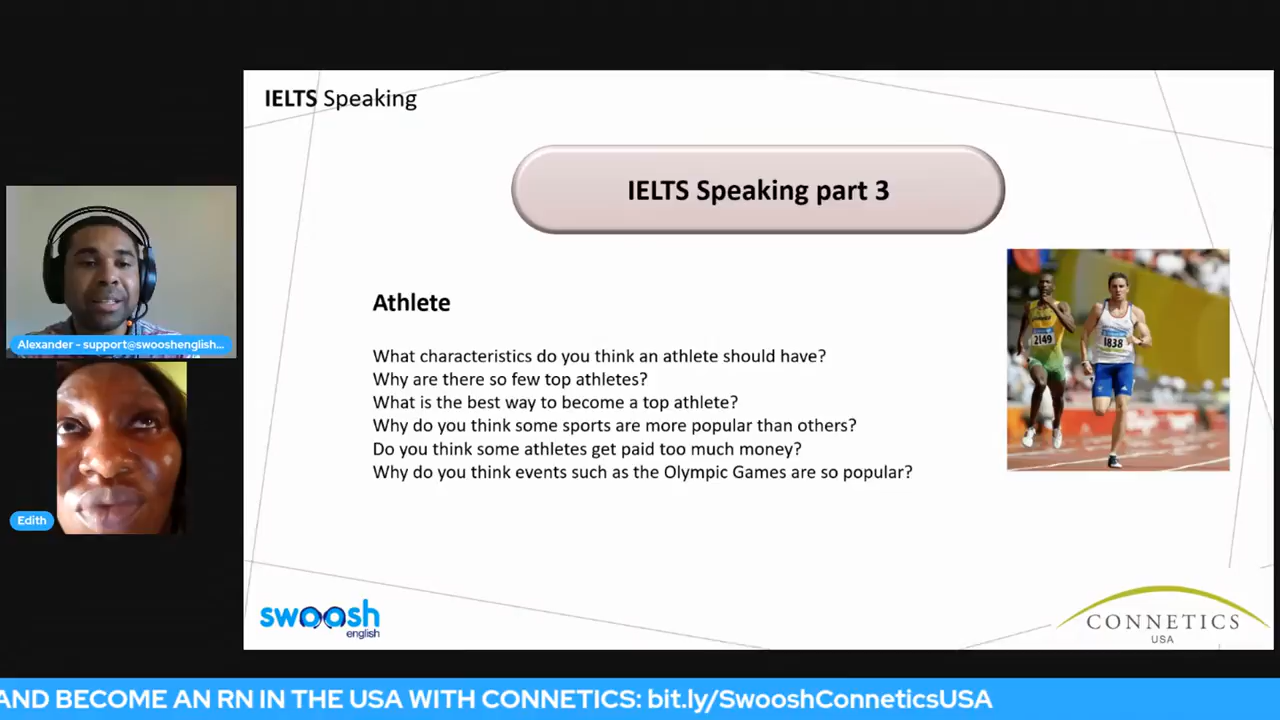 IELTS Speaking
IELTS Speaking part 3
Athlete
What characteristics do you think an athlete should have?
Why are there so few top athletes?
What is the best way to become a top athlete?
Why do you think some sports are more popular than others?
Do you think some athletes get paid too much money?
Why do you think events such as the Olympic Games are so popular?
2149
1838
Alexander - support@swooshenglish...
Edith
swoosh
english
CONNETICS
USA
AND BECOME AN RN IN THE USA WITH CONNETICS: bit.ly/SwooshConneticsUSA